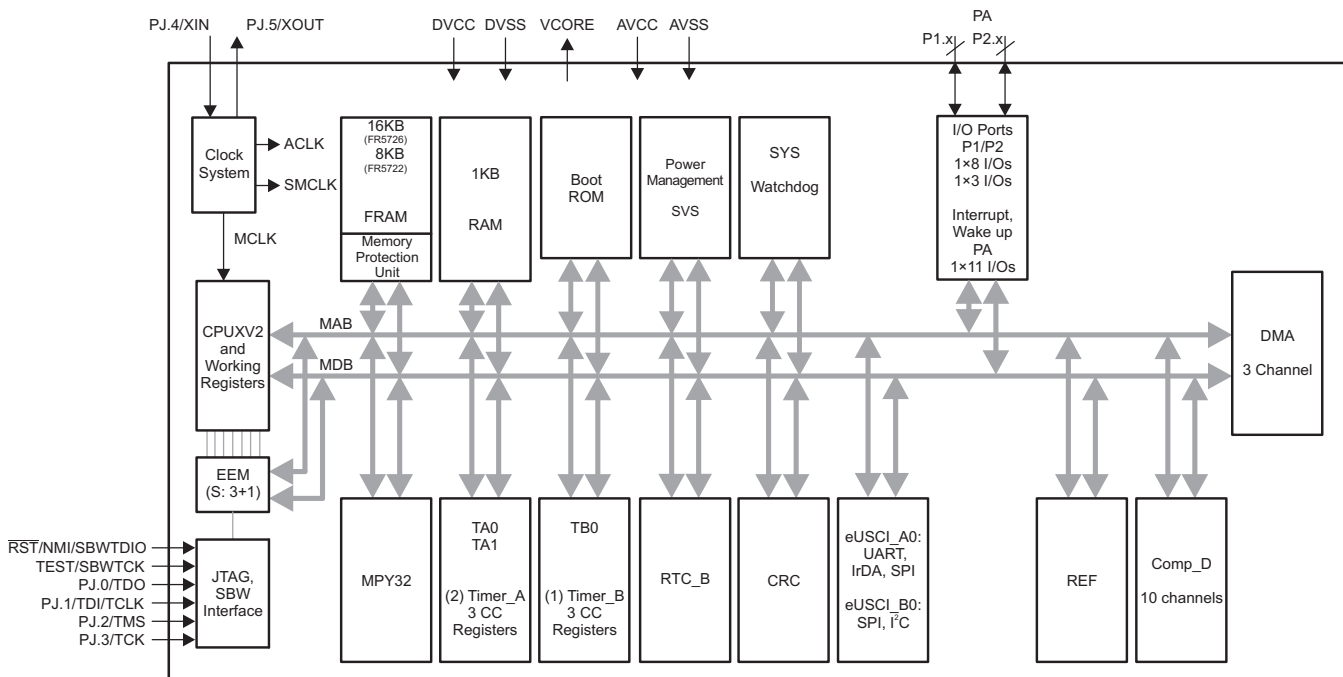 PJ.4/XIN
PJ.5/XOUT
DVCC
DVSS
VCORE
AVCC
AVSS
PA
P1.x
P2.x
Clock
System
ACLK
SMCLK
MCLK
16KB
(FR5726)
8KB
(FR5722)
FRAM
Memory
Protection
Unit
1KB
RAM
Boot
ROM
Power
Management
SVS
SYS
Watchdog
I/O Ports
P1/P2
1×8 I/Os
1×3 I/Os
Interrupt,
Wake up
PA
1×11 I/Os
CPUXV2
and
Working
Registers
MAB
MDB
DMA
3 Channel
EEM
(S: 3+1)
RST/NMI/SBWTDIO
TEST/SBWTCK
PJ.0/TDO
PJ.1/TDI/TCLK
PJ.2/TMS
PJ.3/TCK
JTAG,
SBW
Interface
MPY32
TA0
TA1
(2) Timer_A
3 CC
Registers
TB0
(1) Timer_B
3 CC
Registers
RTC_B
CRC
eUSCI_A0:
UART,
IrDA, SPI
eUSCI_B0:
SPI, I²C
REF
Comp_D
10 channels